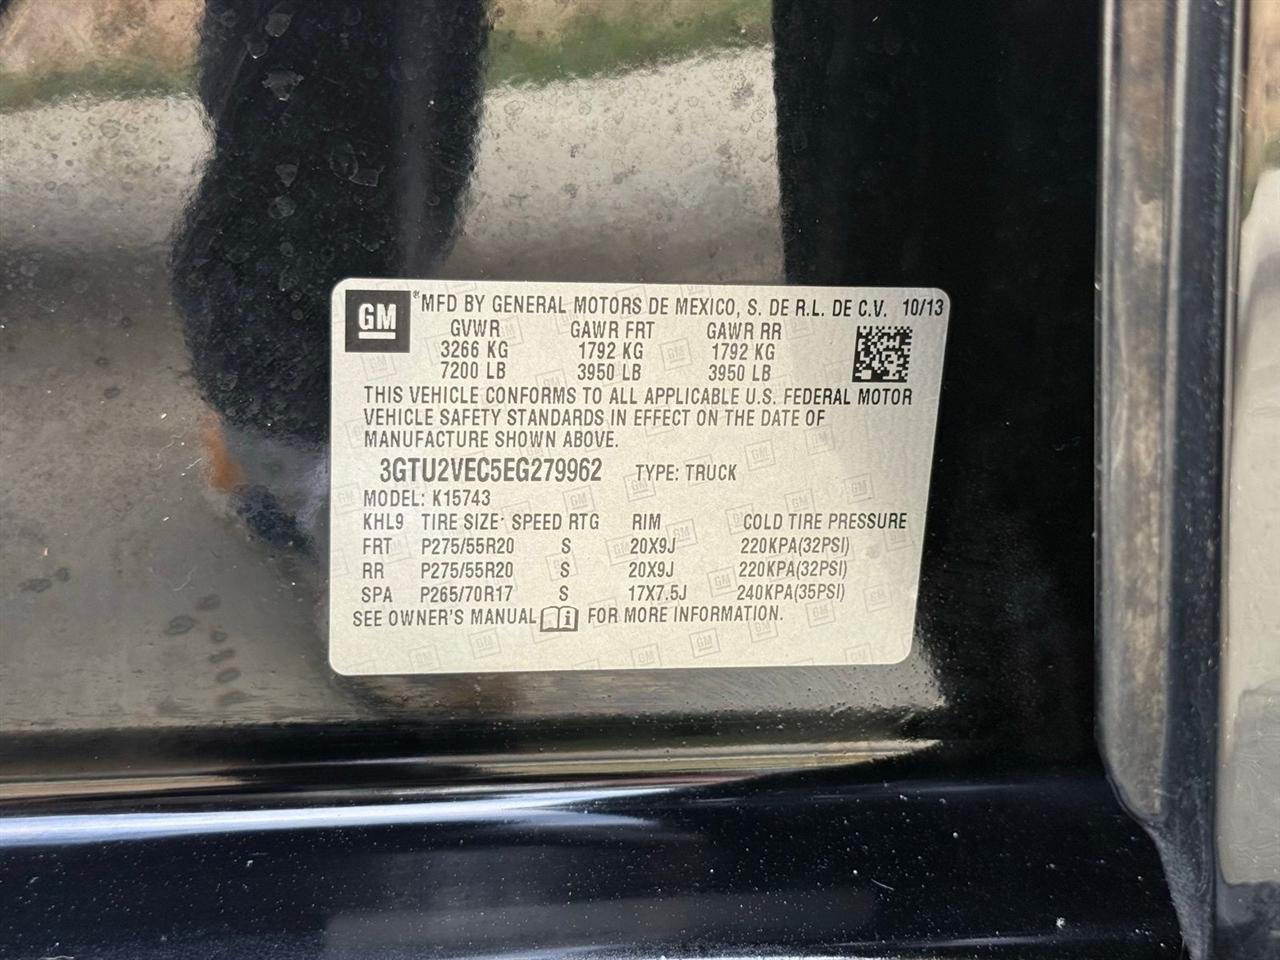 GM ® MFD BY GENERAL MOTORS DE MEXICO, S. DE R.L. DE C.V. 10/13
GVWR GAWR FRT GAWR RR
3266 KG 1792 KG 1792 KG
7200 LB 3950 LB 3950 LB
THIS VEHICLE CONFORMS TO ALL APPLICABLE U.S. FEDERAL MOTOR
VEHICLE SAFETY STANDARDS IN EFFECT ON THE DATE OF
MANUFACTURE SHOWN ABOVE.
3GTU2VEC5EG279962 TYPE: TRUCK
MODEL: K15743
KHL9 TIRE SIZE SPEED RTG RIM COLD TIRE PRESSURE
FRT P275/55R20 S 20X9J 220KPA(32PSI)
RR P275/55R20 S 20X9J 220KPA(32PSI)
SPA P265/70R17 S 17X7.5J 240KPA(35PSI)
SEE OWNER'S MANUAL i FOR MORE INFORMATION.